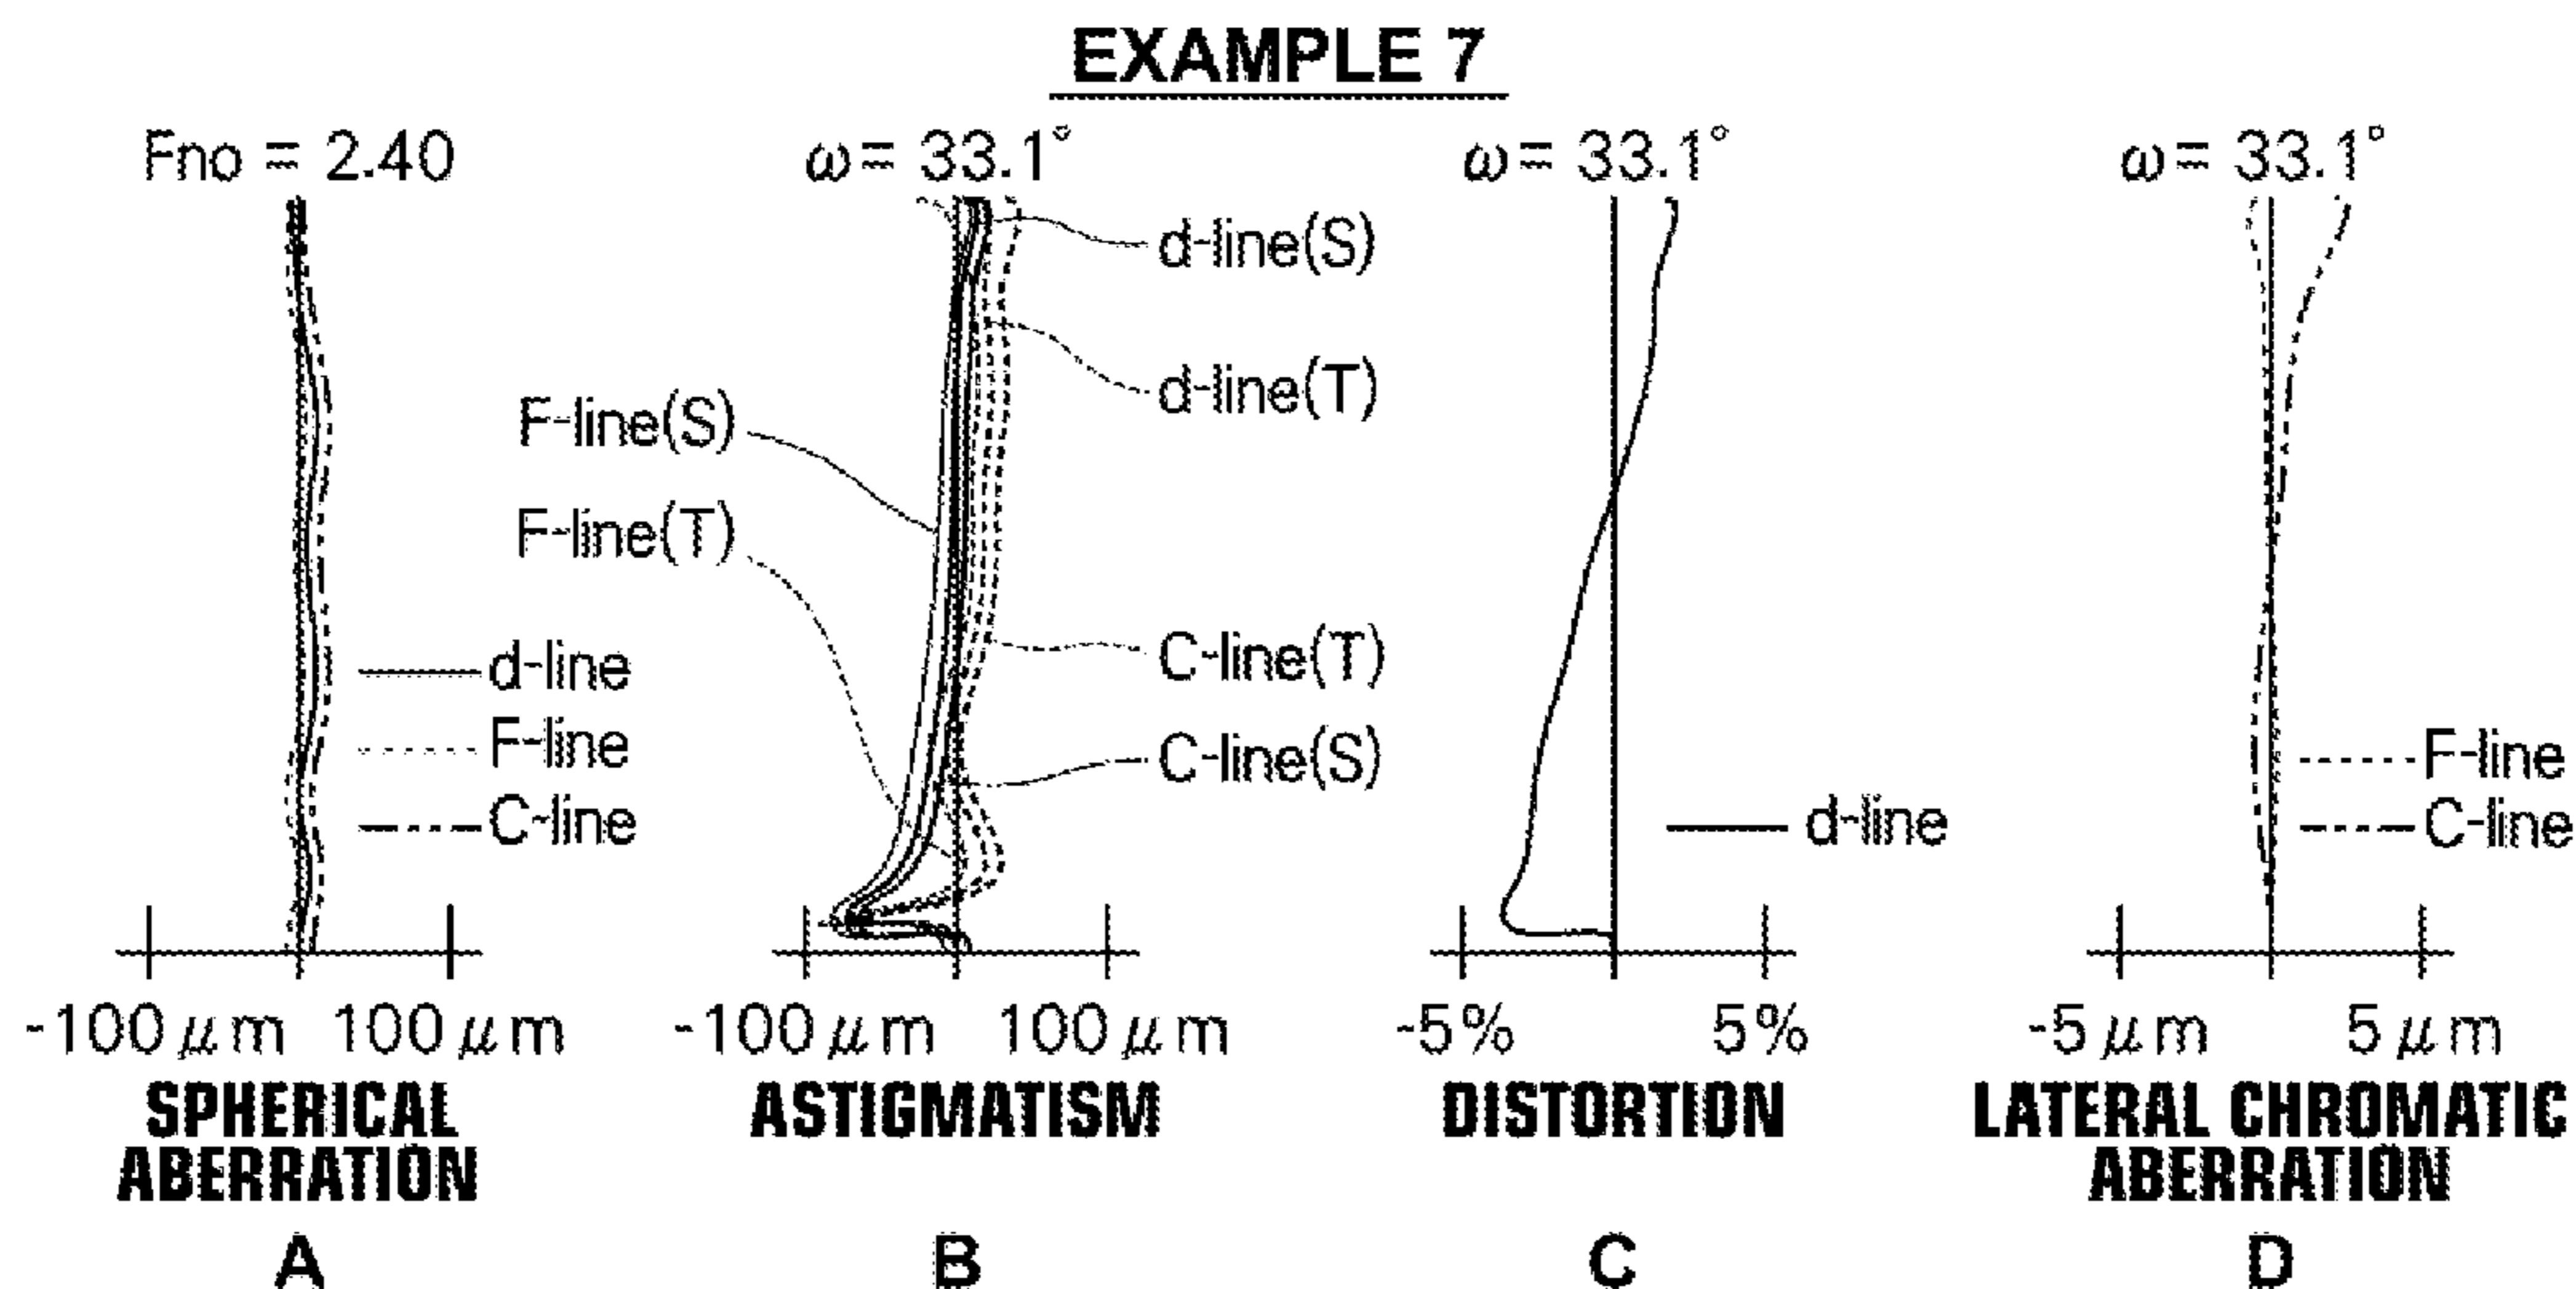 EXAMPLE 7
Fno = 2.40
ω= 33.1°
ω= 33.1°
ω= 33.1°
d-line(S)
d-line(T)
F-line(S)
F-line(T)
C-line(T)
C-line(S)
d-line
F-line
C-line
d-line
F-line
C-line
-100 μm 100 μm
-100 μm 100 μm
-5% 5%
-5 μm 5 μm
SPHERICAL
ABERRATION
ASTIGMATISM
DISTORTION
LATERAL CHROMATIC
ABERRATION
A
B
C
D